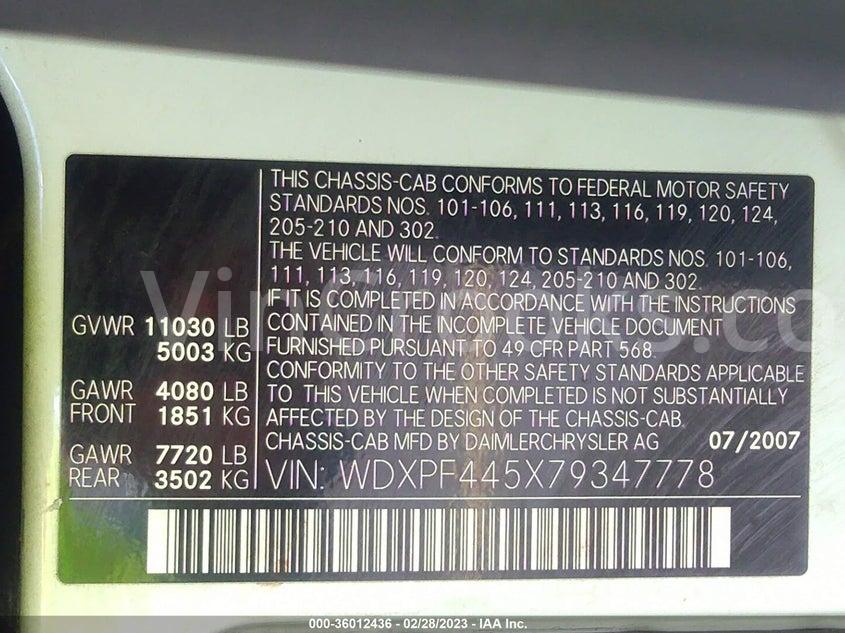 THIS CHASSIS-CAB CONFORMS TO FEDERAL MOTOR SAFETY
STANDARDS NOS. 101-106, 111, 113, 116, 119, 120, 124,
205-210 AND 302.
THE VEHICLE WILL CONFORM TO STANDARDS NOS. 101-106,
111, 113, 116, 119, 120, 124, 205-210 AND 302.
IF IT IS COMPLETED IN ACCORDANCE WITH THE INSTRUCTIONS
CONTAINED IN THE INCOMPLETE VEHICLE DOCUMENT
FURNISHED PURSUANT TO 49 CFR PART 568.
CONFORMITY TO THE OTHER SAFETY STANDARDS APPLICABLE
TO THIS VEHICLE WHEN COMPLETED IS NOT SUBSTANTIALLY
AFFECTED BY THE DESIGN OF THE CHASSIS-CAB.
CHASSIS-CAB MFD BY DAIMLERCHRYSLER AG 07/2007
GVWR 11030 LB
5003 KG
GAWR 4080 LB
FRONT 1851 KG
GAWR 7720 LB
REAR 3502 KG
VIN: WDXPF445X79347778
000-36012436 - 02/28/2023 - IAA Inc.